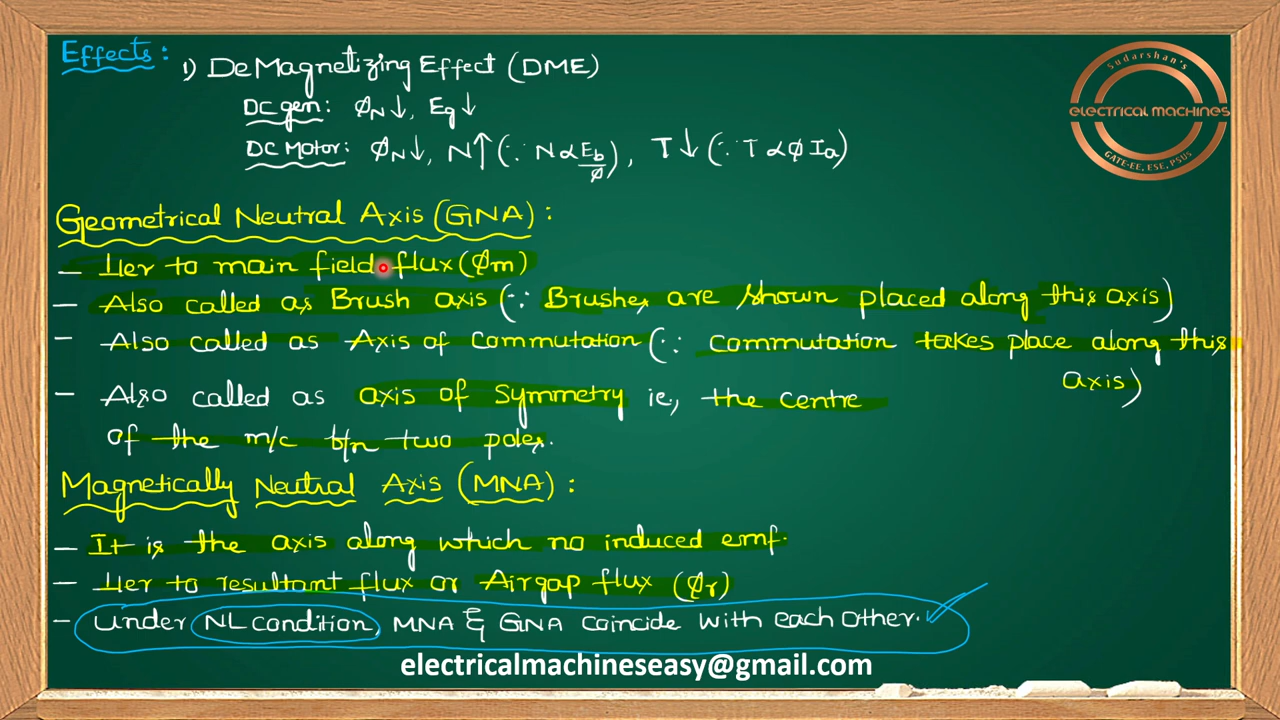 Effects:
1) DeMagnetizing Effect (DME)
DC gen: ϕN↓, Eg↓
DC Motor: ϕN↓, N↑ (∵ N∝Eb/ϕ), T↓ (∵ T∝ϕ Ia)
Geometrical Neutral Axis (GNA):
– ⊥er to main field flux (ϕm)
– Also called as Brush axis (∵ Brushes are shown placed along this axis)
– Also called as Axis of Commutation (∵ commutation takes place along this
axis)
– Also called as axis of Symmetry ie, the centre
of the m/c b/n two poles.
Magnetically Neutral Axis (MNA):
– It is the axis along which no induced emf.
– ⊥er to resultant flux or Airgap flux (ϕr)
– Under NL condition, MNA & GNA coincide with each other.
electricalmachineseasy@gmail.com
Sudarshan's
ELECTRICAL MACHINES
GATE-EE, ESE, PSUS